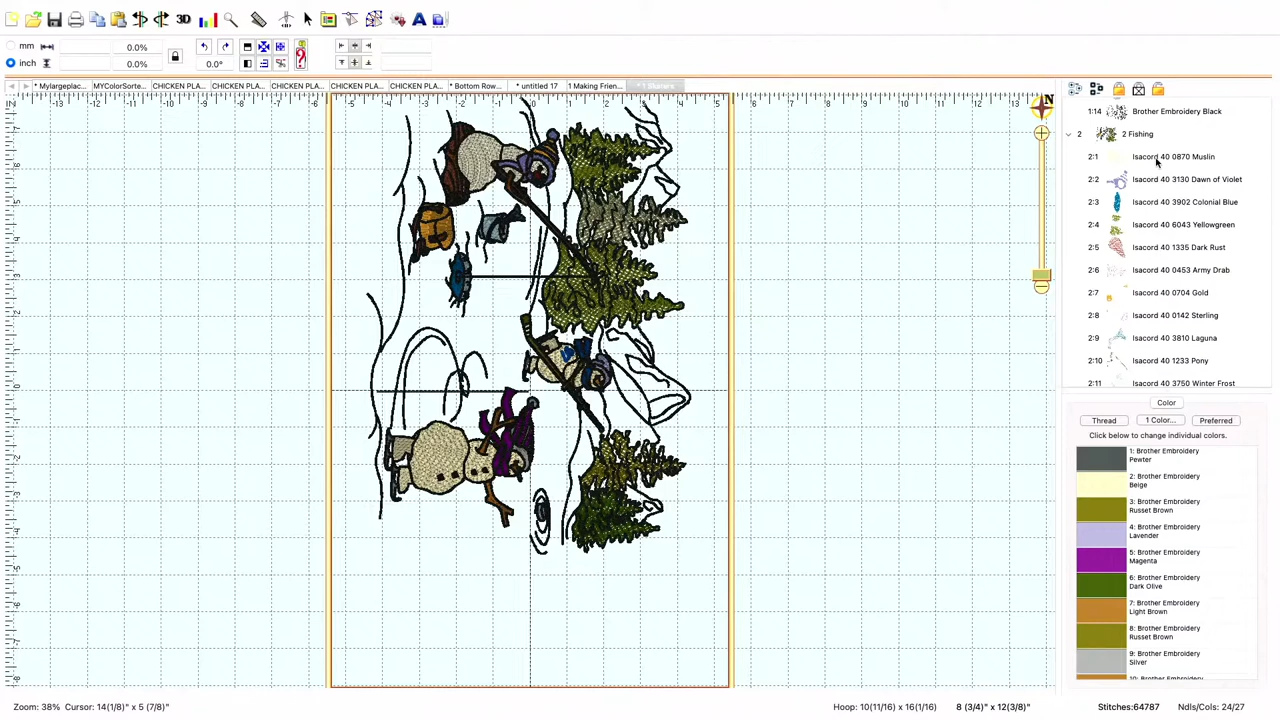 3D
A
mm
0.0%
inch
0.0%
0.0°
* Mylargeplac... MYColorSorte... CHICKEN PLA... CHICKEN PLA... CHICKEN PLA... CHICKEN PLA... CHICKEN PLA... * Bottom Row... * untitled 17 1 Making Frien... * 1 Skaters
N
1:14 Brother Embroidery Black
2 2 Fishing
2:1 Isacord 40 0870 Muslin
2:2 Isacord 40 3130 Dawn of Violet
2:3 Isacord 40 3902 Colonial Blue
2:4 Isacord 40 6043 Yellowgreen
2:5 Isacord 40 1335 Dark Rust
2:6 Isacord 40 0453 Army Drab
2:7 Isacord 40 0704 Gold
2:8 Isacord 40 0142 Sterling
2:9 Isacord 40 3810 Laguna
2:10 Isacord 40 1233 Pony
2:11 Isacord 40 3750 Winter Frost
Color
Thread 1 Color... Preferred
Click below to change individual colors.
1: Brother Embroidery
Pewter
2: Brother Embroidery
Beige
3: Brother Embroidery
Russet Brown
4: Brother Embroidery
Lavender
5: Brother Embroidery
Magenta
6: Brother Embroidery
Dark Olive
7: Brother Embroidery
Light Brown
8: Brother Embroidery
Russet Brown
9: Brother Embroidery
Silver
Zoom: 38% Cursor: 14(1/8)" x 5 (7/8)" Hoop: 10(11/16) x 16(1/16) 8 (3/4)" x 12(3/8)" Stitches:64787 Ndls/Cols: 24/27